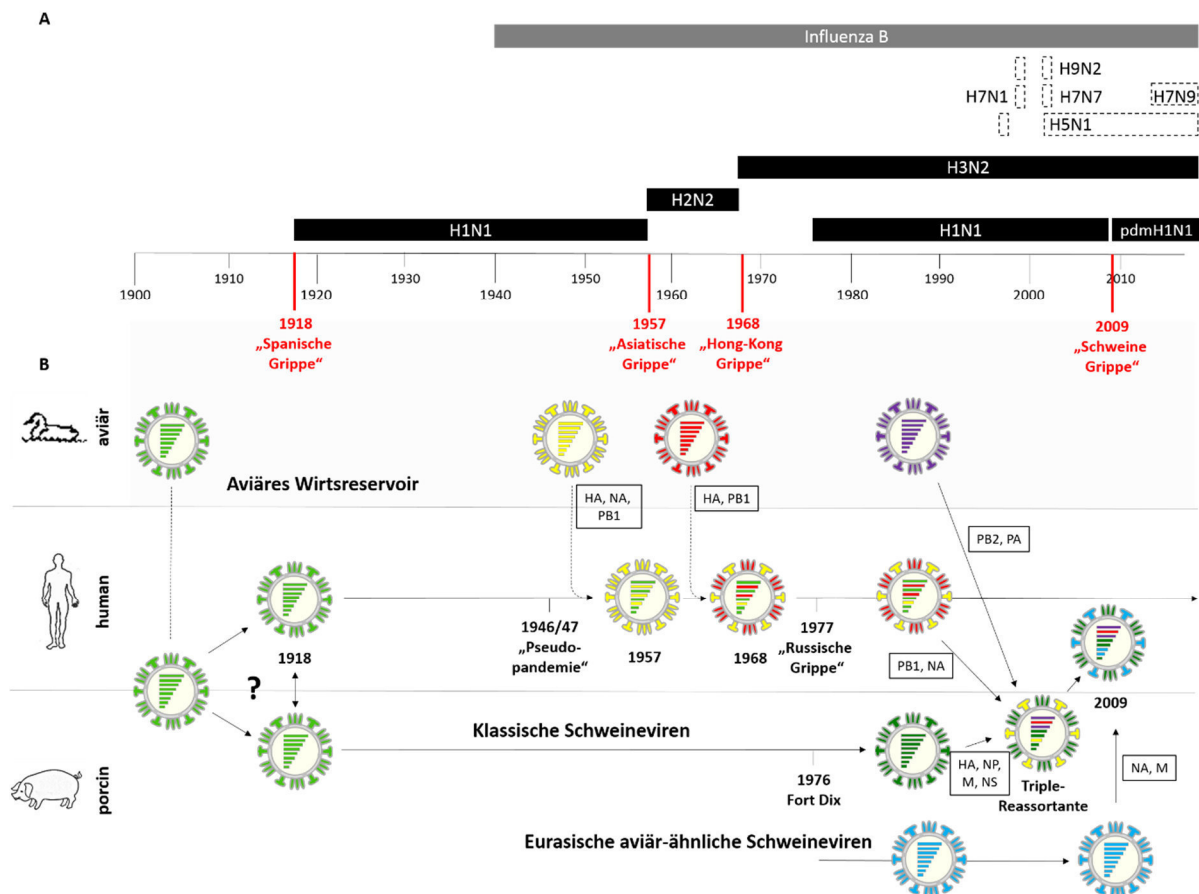 A
Influenza B
H9N2
H7N1
H7N7
H7N9
H5N1
H3N2
H2N2
H1N1
H1N1
pdmH1N1
1900
1910
1920
1930
1940
1950
1960
1970
1980
1990
2000
2010
1918
„Spanische
Grippe“
1957
„Asiatische
Grippe“
1968
„Hong-Kong
Grippe“
2009
„Schweine
Grippe“
B
aviär
Aviäres Wirtsreservoir
HA, NA,
PB1
HA, PB1
PB2, PA
human
1918
1946/47
„Pseudo-
pandemie“
1957
1968
1977
„Russische
Grippe“
PB1, NA
2009
?
porcin
Klassische Schweineviren
1976
Fort Dix
HA, NP,
M, NS
Triple-
Reassortante
NA, M
Eurasische aviär-ähnliche Schweineviren